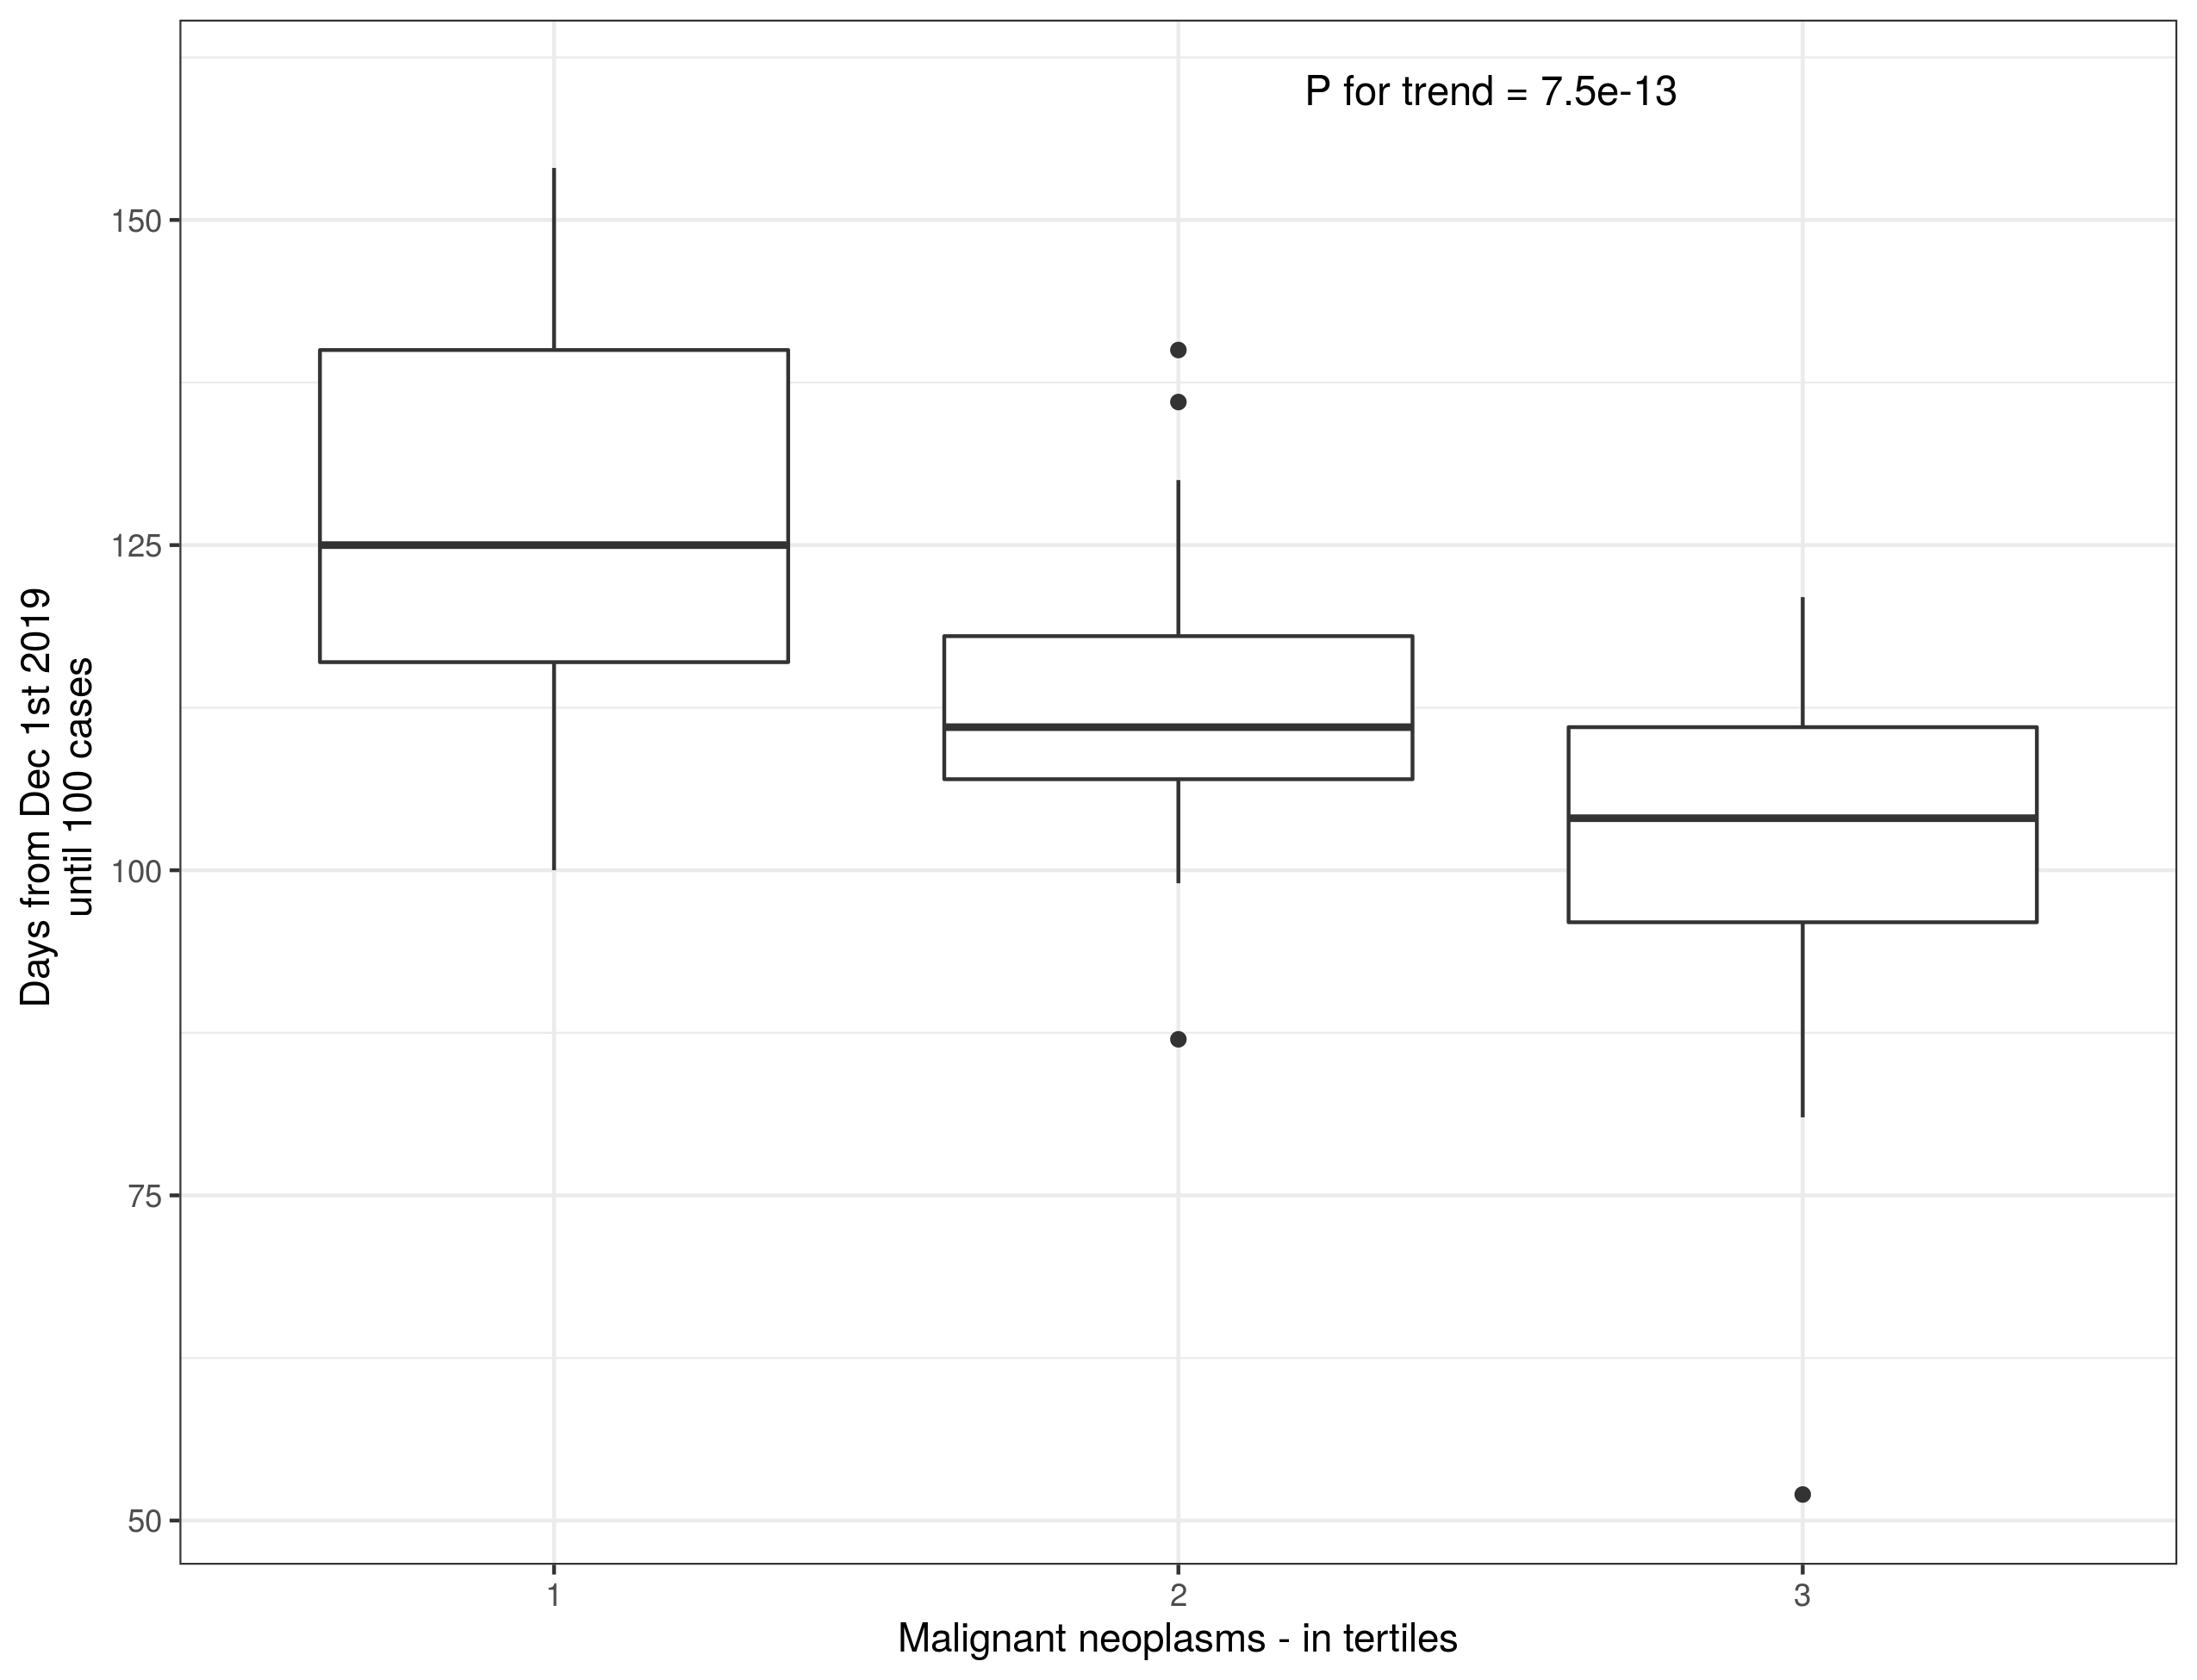 P for trend = 7.5e-13
150
125
100
75
50
Days from Dec 1st 2019
until 100 cases
1
2
3
Malignant neoplasms - in tertiles